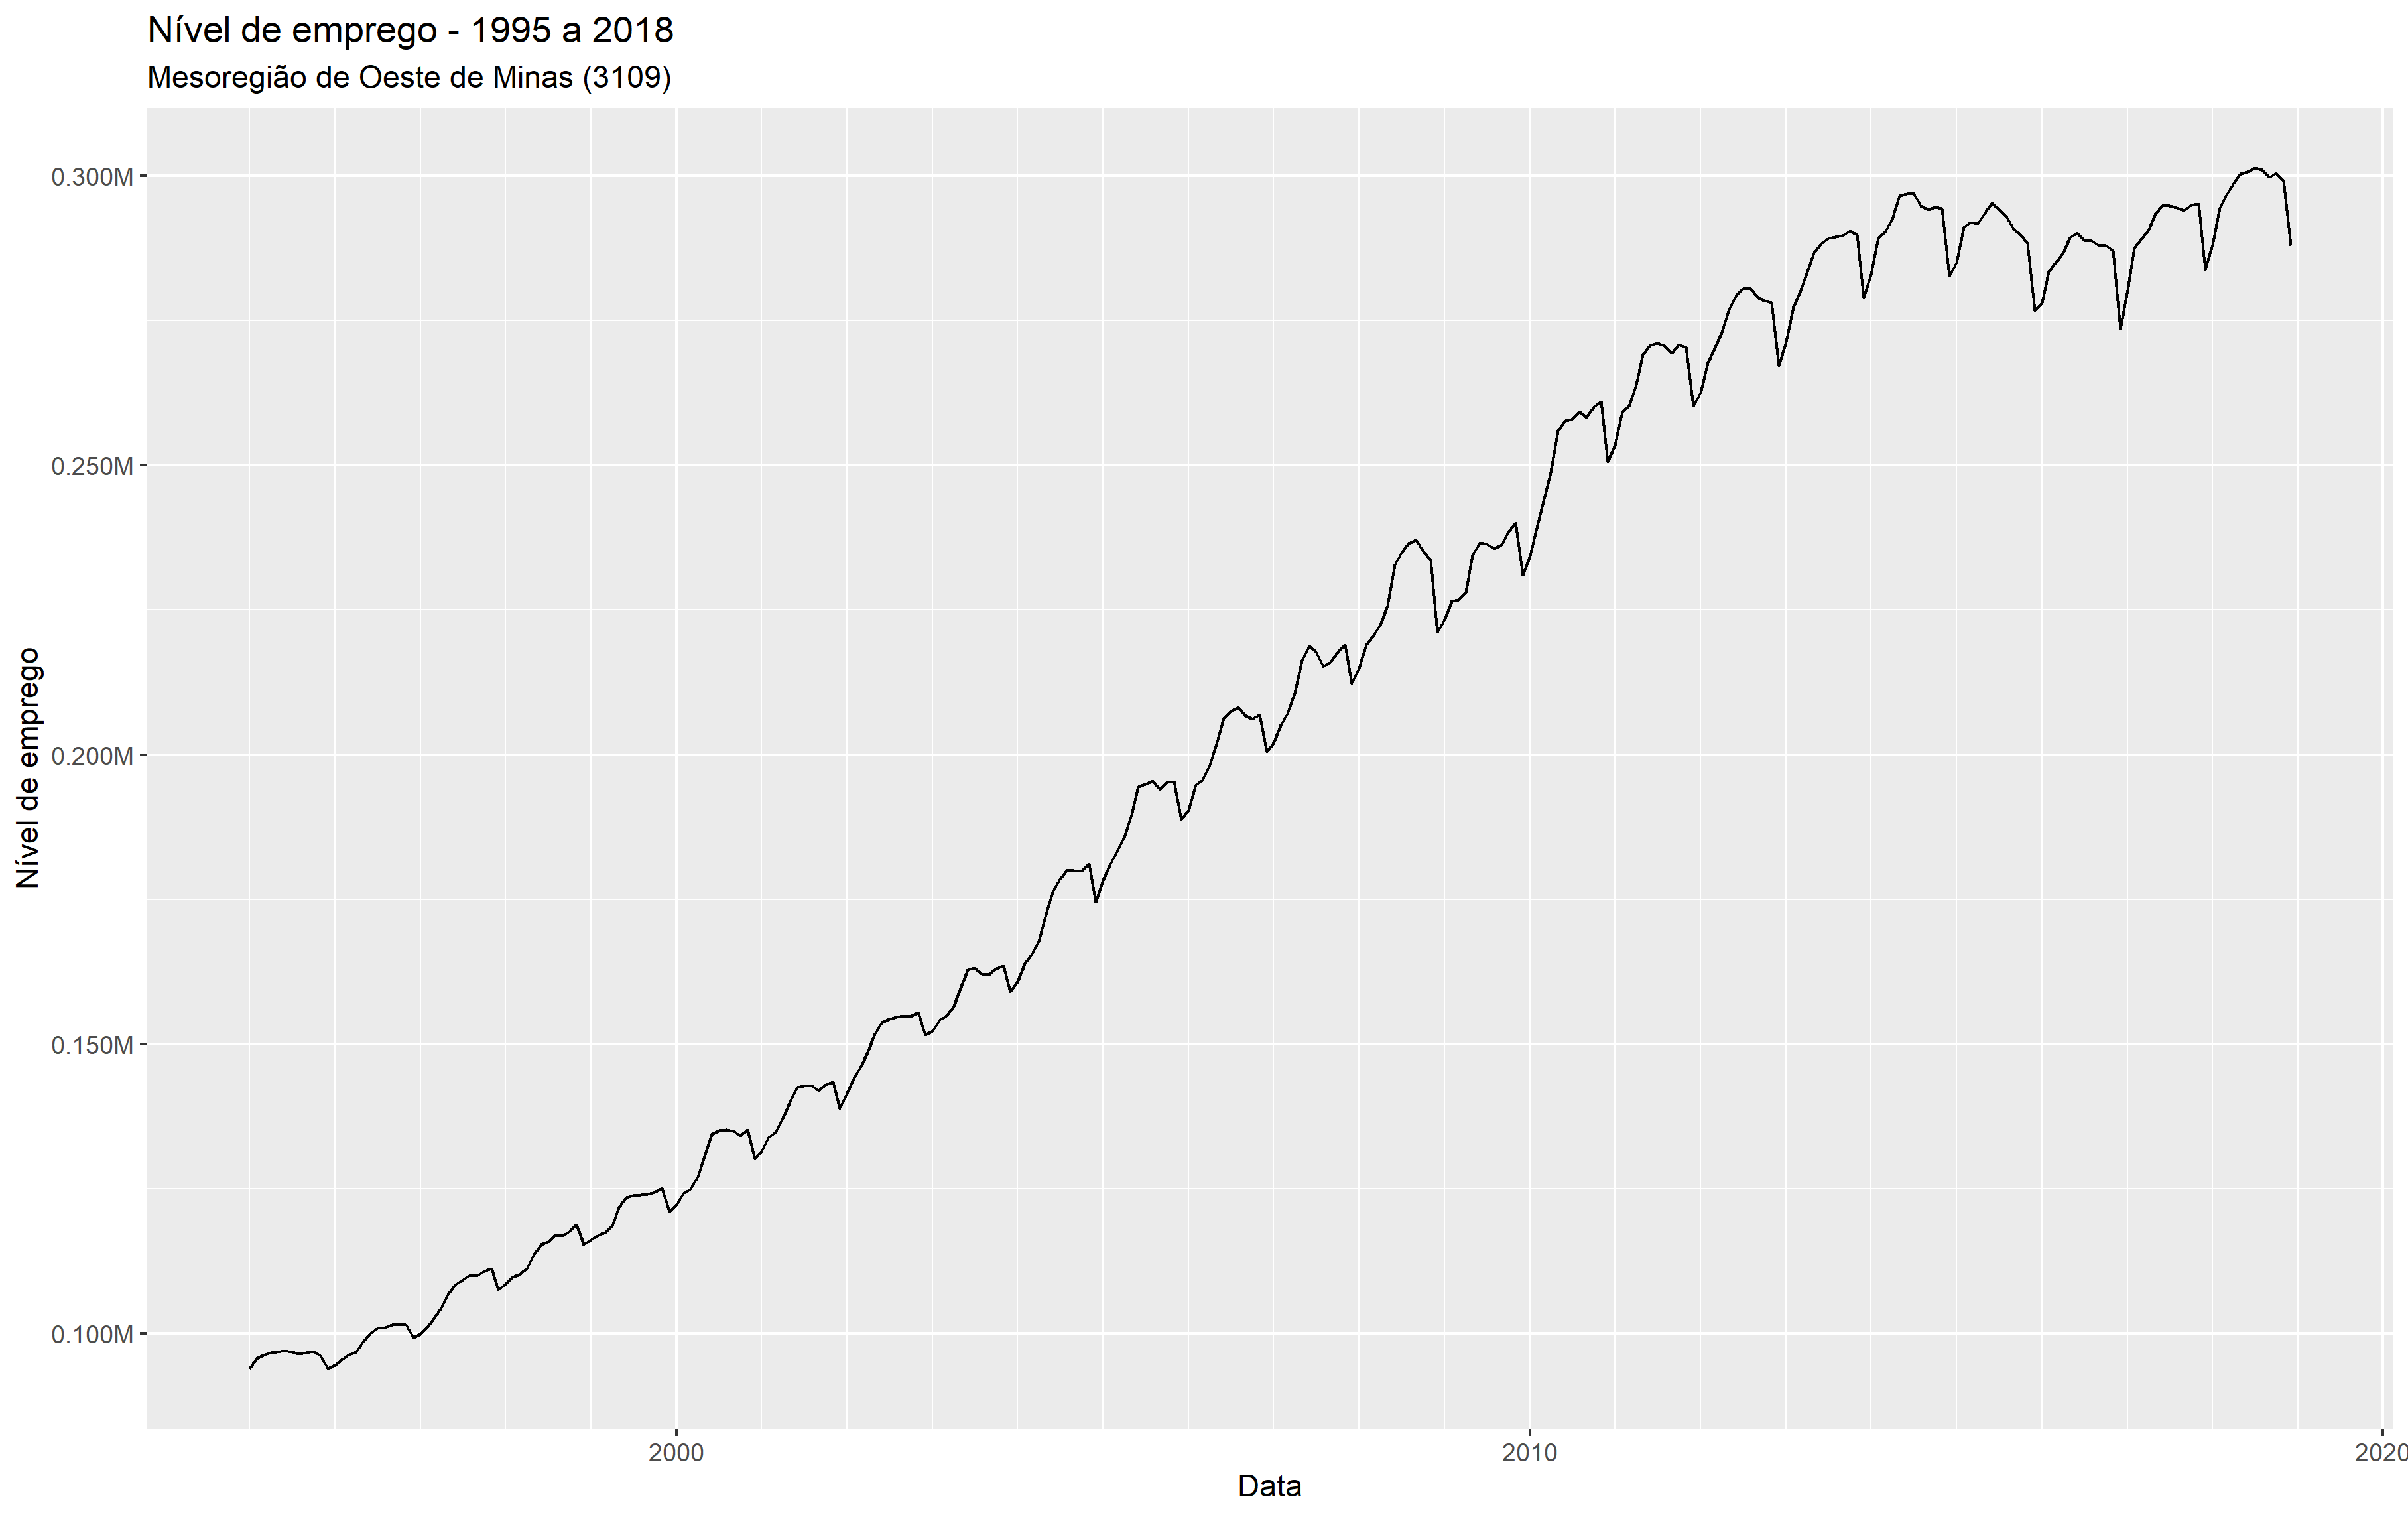 Nível de emprego - 1995 a 2018
Mesoregião de Oeste de Minas (3109)
Nível de emprego
0.300M
0.250M
0.200M
0.150M
0.100M
2000
2010
2020
Data